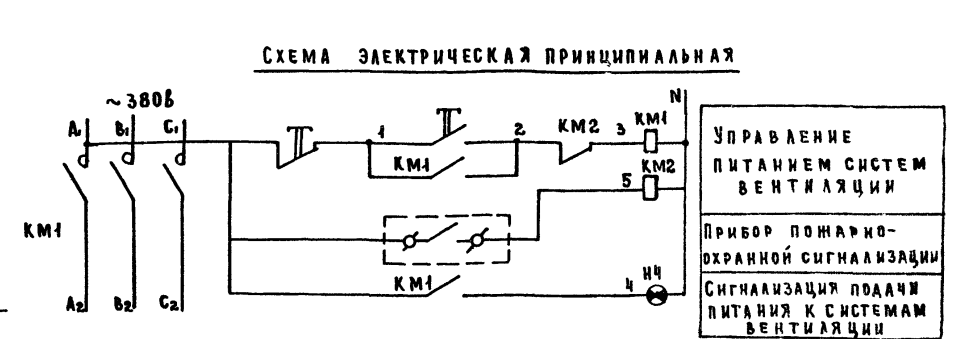 СХЕМА ЭЛЕКТРИЧЕСКАЯ ПРИНЦИПИАЛЬНАЯ
~380В
N
A1 B1 C1
1
2
КМ2
3
КМ1
КМ1
5
КМ2
КМ1
КМ1
4
Н4
A2 B2 C2
УПРАВЛЕНИЕ
ПИТАНИЕМ СИСТЕМ
ВЕНТИЛЯЦИИ
ПРИБОР ПОЖАРНО-
ОХРАННОЙ СИГНАЛИЗАЦИИ
СИГНАЛИЗАЦИЯ ПОДАЧИ
ПИТАНИЯ К СИСТЕМАМ
ВЕНТИЛЯЦИИ